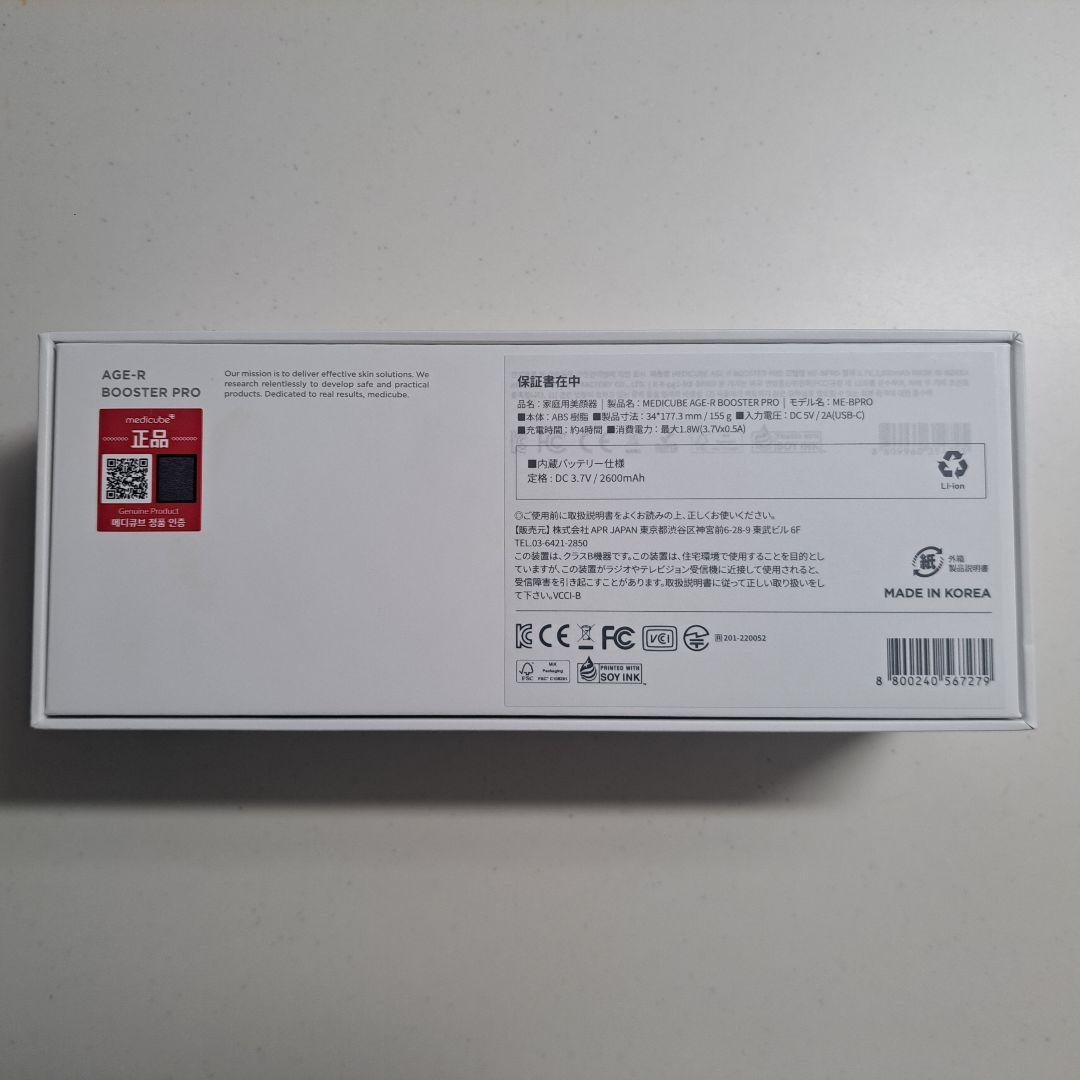 AGE-R
BOOSTER PRO
Our mission is to deliver effective skin solutions. We
research relentlessly to develop safe and practical
products. Dedicated to real results, medicube.
medicube
正品
Genuine Product
메디큐브 정품 인증
保証書在中
品名：家庭用美顔器｜製品名：MEDICUBE AGE-R BOOSTER PRO｜モデル名：ME-BPRO
■本体：ABS 樹脂 ■製品寸法：34*177.3 mm / 155 g ■入力電圧：DC 5V / 2A(USB-C)
■充電時間：約4時間 ■消費電力：最大1.8W(3.7Vx0.5A)
■内蔵バッテリー仕様
定格 : DC 3.7V / 2600mAh
Li-ion
◎ご使用前に取扱説明書をよくお読みの上、正しくお使いください。
【販売元】株式会社 APR JAPAN 東京都渋谷区神宮前6-28-9 東武ビル 6F
TEL.03-6421-2850
この装置は、クラスB機器です。この装置は、住宅環境で使用することを目的とし
ていますが、この装置がラジオやテレビジョン受信機に近接して使用されると、
受信障害を引き起こすことがあります。取扱説明書に従って正しい取り扱いをし
て下さい。VCCI-B
紙
外箱
製品説明書
MADE IN KOREA
CE FC VCI R 201-220052
FSC
MIX
Packaging
FSC® C108281
PRINTED WITH
SOY INK
8 800240 567279